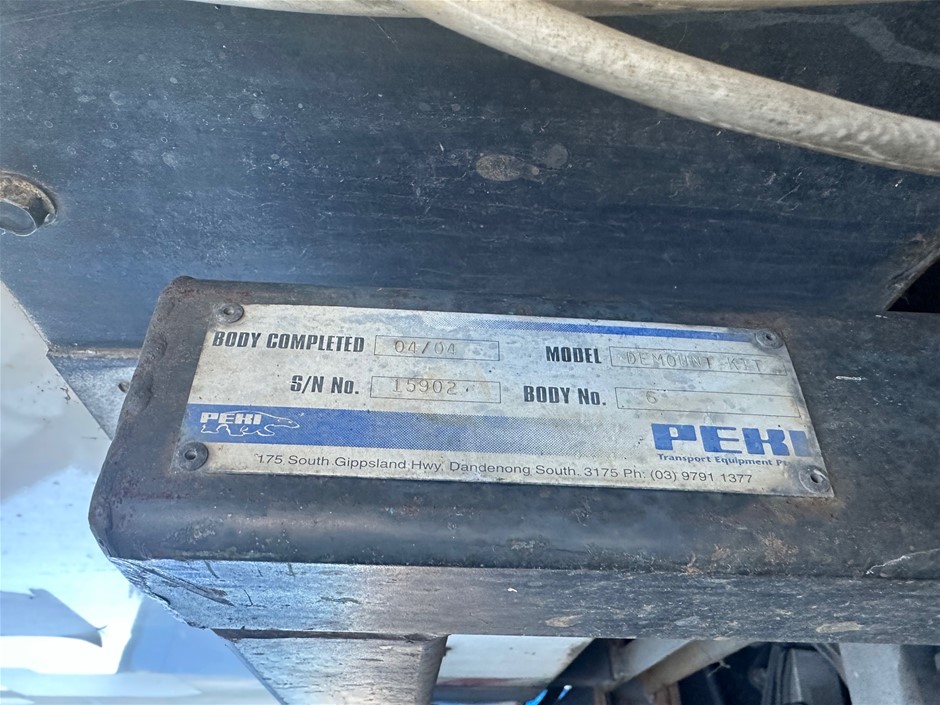 BODY COMPLETED 04/04 MODEL DEMOUNT KIT
S/N No. 15902 BODY No. 6
PEKI
PEKI
Transport Equipment
175 South Gippsland Hwy, Dandenong South. 3175 Ph: (03) 9791 1377